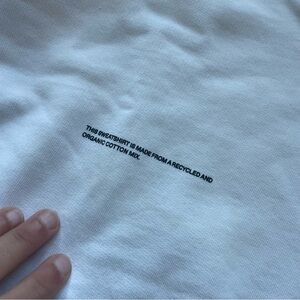 THIS SWEATSHIRT IS MADE FROM A RECYCLED AND
ORGANIC COTTON MIX.